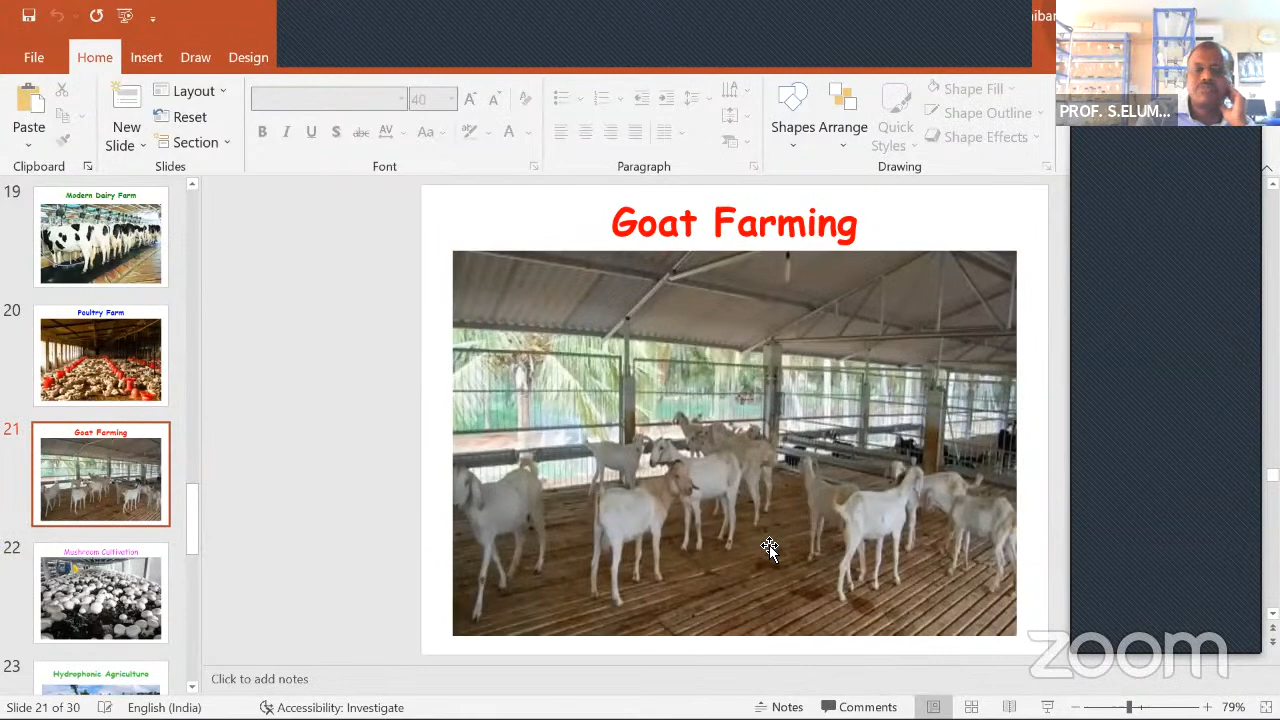 PROF. S.ELUM...
File Home Insert Draw Design
Paste
New
Slide
Layout
Reset
Section
B I U S
Aa
A
Shapes Arrange
Quick
Styles
Shape Fill
Shape Outline
Shape Effects
Clipboard
Slides
Font
Paragraph
Drawing
19
Modern Dairy Farm
20
Poultry Farm
21
Goat Farming
22
Mushroom Cultivation
23
Hydrophonic Agriculture
Goat Farming
zoom
Click to add notes
Slide 21 of 30
English (India)
Accessibility: Investigate
Notes
Comments
79%